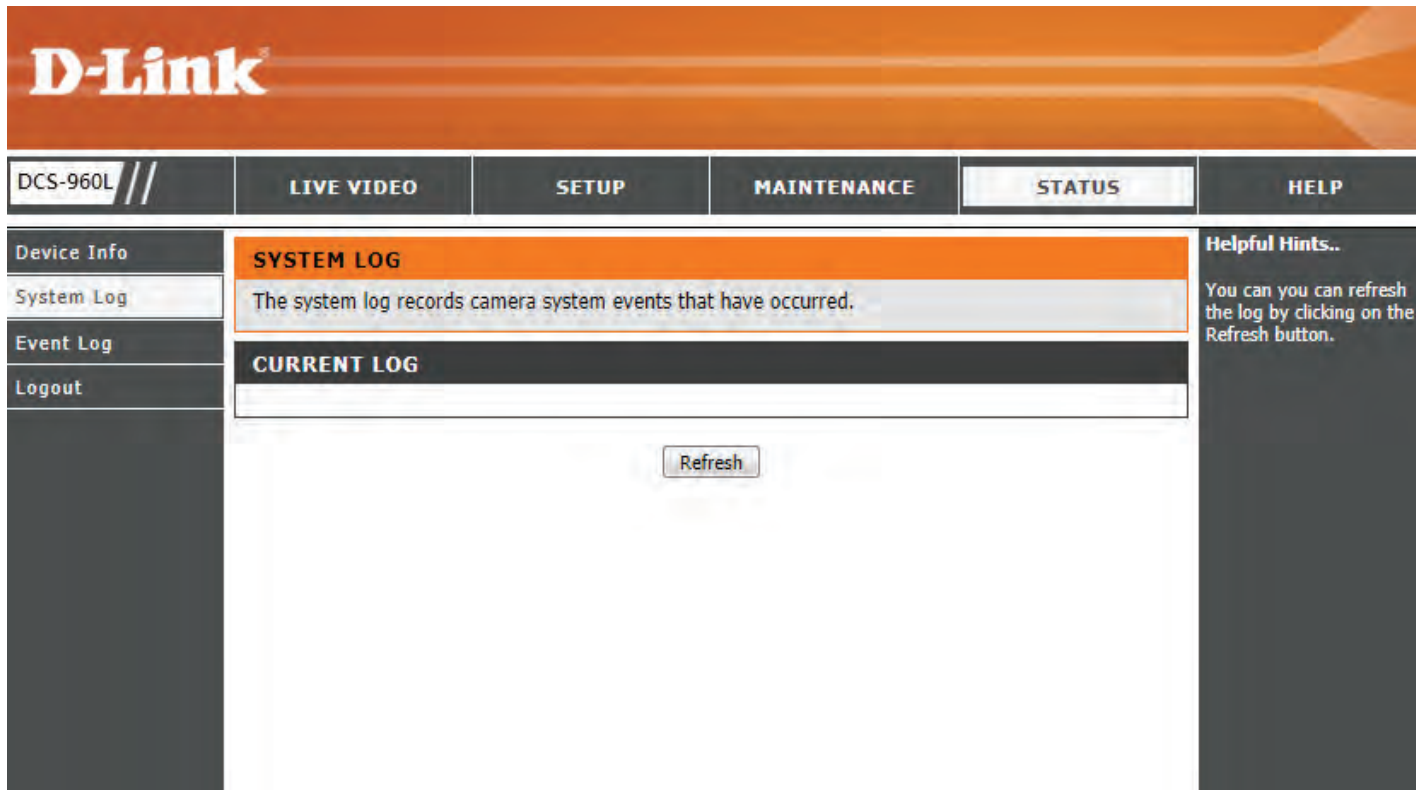 D-Link
DCS-960L
LIVE VIDEO
SETUP
MAINTENANCE
STATUS
HELP
Device Info
System Log
Event Log
Logout
SYSTEM LOG
The system log records camera system events that have occurred.
CURRENT LOG
Refresh
Helpful Hints..
You can you can refresh
the log by clicking on the
Refresh button.